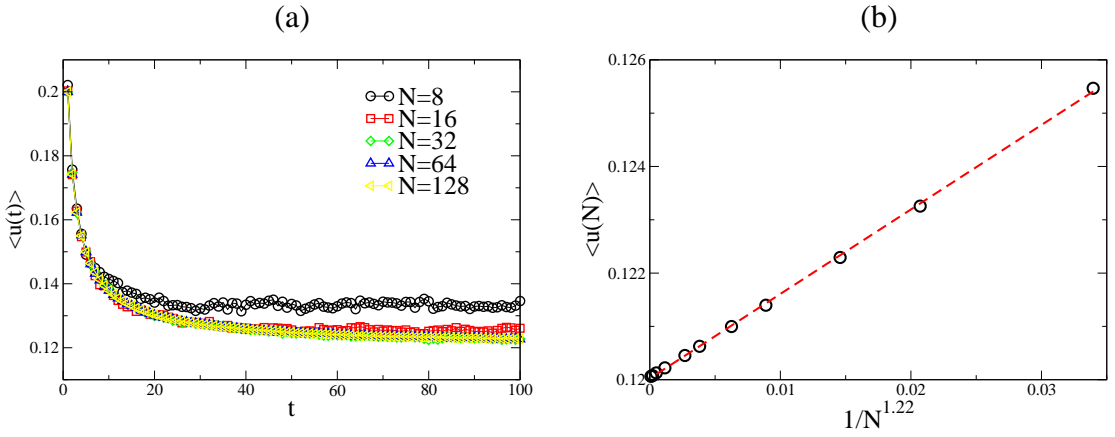 (a)
0.2
0.18
0.16
0.14
0.12
<u(t)>
0 20 40 60 80 100
t
N=8
N=16
N=32
N=64
N=128
(b)
0.126
0.124
0.122
0.12
<u(N)>
0 0.01 0.02 0.03
1/N^1.22